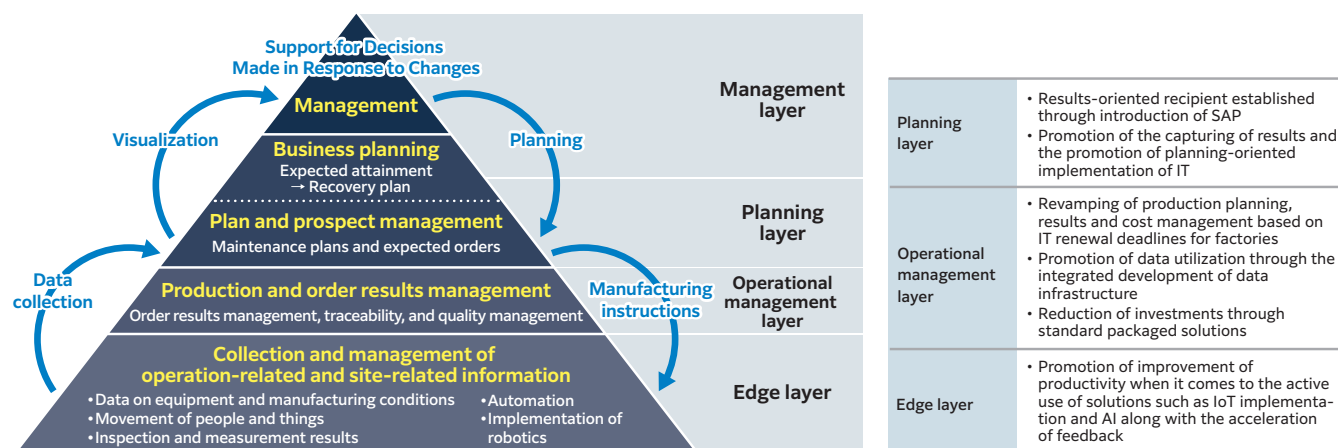 Support for Decisions
Made in Response to Changes
Management
Visualization
Planning
Business planning
Expected attainment
→ Recovery plan
Plan and prospect management
Maintenance plans and expected orders
Data
collection
Production and order results management
Order results management, traceability, and quality management
Manufacturing
instructions
Collection and management of
operation-related and site-related information
•Data on equipment and manufacturing conditions
•Movement of people and things
•Inspection and measurement results
•Automation
•Implementation of
robotics
Management
layer
Planning
layer
Operational
management
layer
Edge layer
Planning
layer
• Results-oriented recipient established
through introduction of SAP
• Promotion of the capturing of results and
the promotion of planning-oriented
implementation of IT
Operational
management
layer
• Revamping of production planning,
results and cost management based on
IT renewal deadlines for factories
• Promotion of data utilization through the
integrated development of data
infrastructure
• Reduction of investments through
standard packaged solutions
Edge layer
• Promotion of improvement of
productivity when it comes to the active
use of solutions such as IoT implementa-
tion and AI along with the acceleration
of feedback